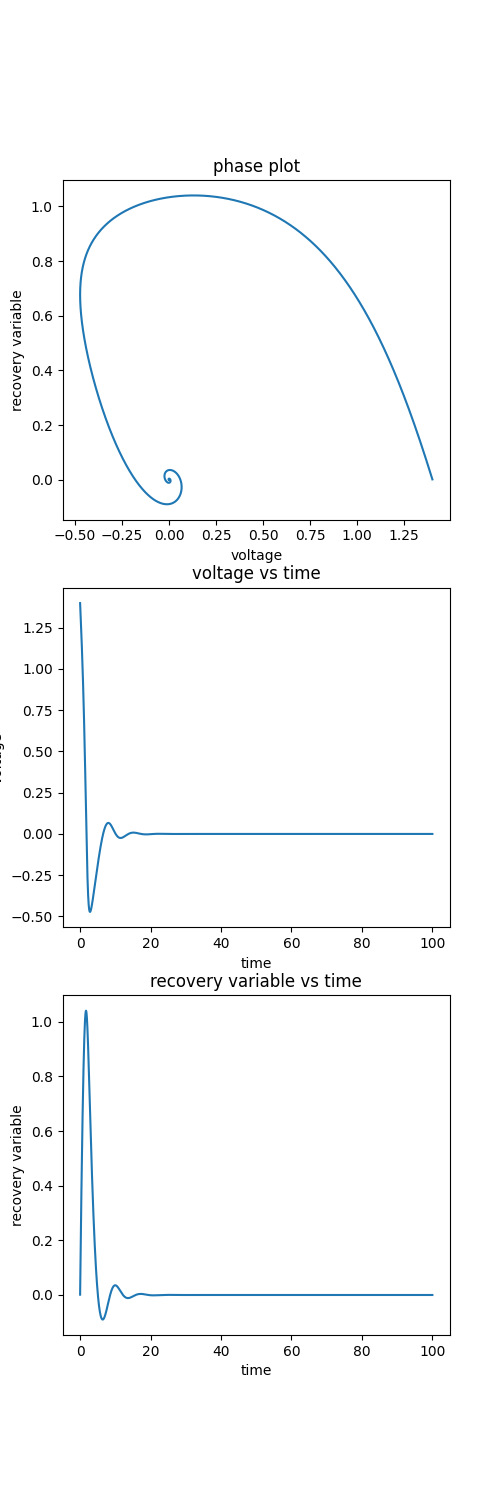 phase plot
1.0
0.8
0.6
0.4
0.2
0.0
recovery variable
−0.50 −0.25 0.00 0.25 0.50 0.75 1.00 1.25
voltage
voltage vs time
1.25
1.00
0.75
0.50
0.25
0.00
−0.25
−0.50
0 20 40 60 80 100
time
recovery variable vs time
1.0
0.8
0.6
0.4
0.2
0.0
recovery variable
0 20 40 60 80 100
time